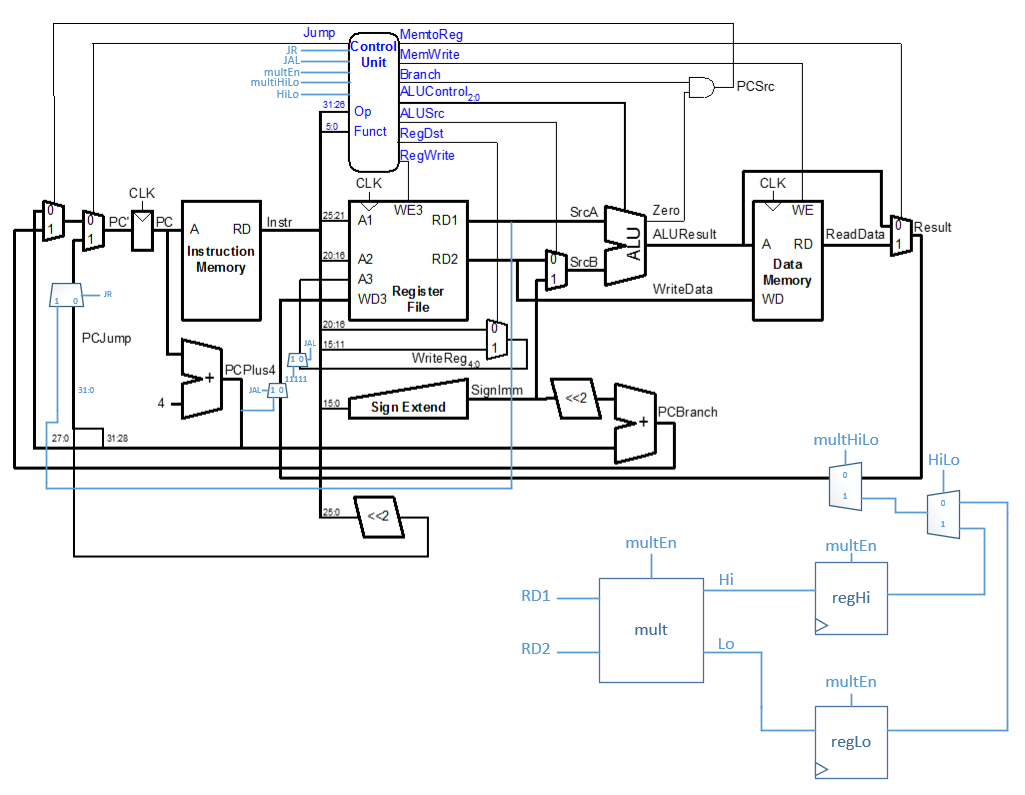 Jump
JR
JAL
multEn
multiHiLo
HiLo
31:26
5:0
Control
Unit
Op
Funct
MemtoReg
MemWrite
Branch
ALUControl2:0
ALUSrc
RegDst
RegWrite
PCSrc
0
1
0
1
CLK
PC'
PC
A
RD
Instruction
Memory
Instr
25:21
20:16
CLK
A1
WE3
RD1
A2
RD2
A3
WD3
Register
File
SrcA
0
1
SrcB
ALU
Zero
ALUResult
WriteData
CLK
WE
A
RD
Data
Memory
WD
ReadData
0
1
Result
1 0
JR
PCJump
31:0
4
+
PCPlus4
JAL
1 0
11111
JAL
1 0
20:16
15:11
0
1
WriteReg4:0
SignImm
15:0
Sign Extend
<<2
+
PCBranch
27:0
31:28
25:0
<<2
multHiLo
0
1
HiLo
0
1
multEn
RD1
RD2
mult
Hi
Lo
multEn
regHi
multEn
regLo